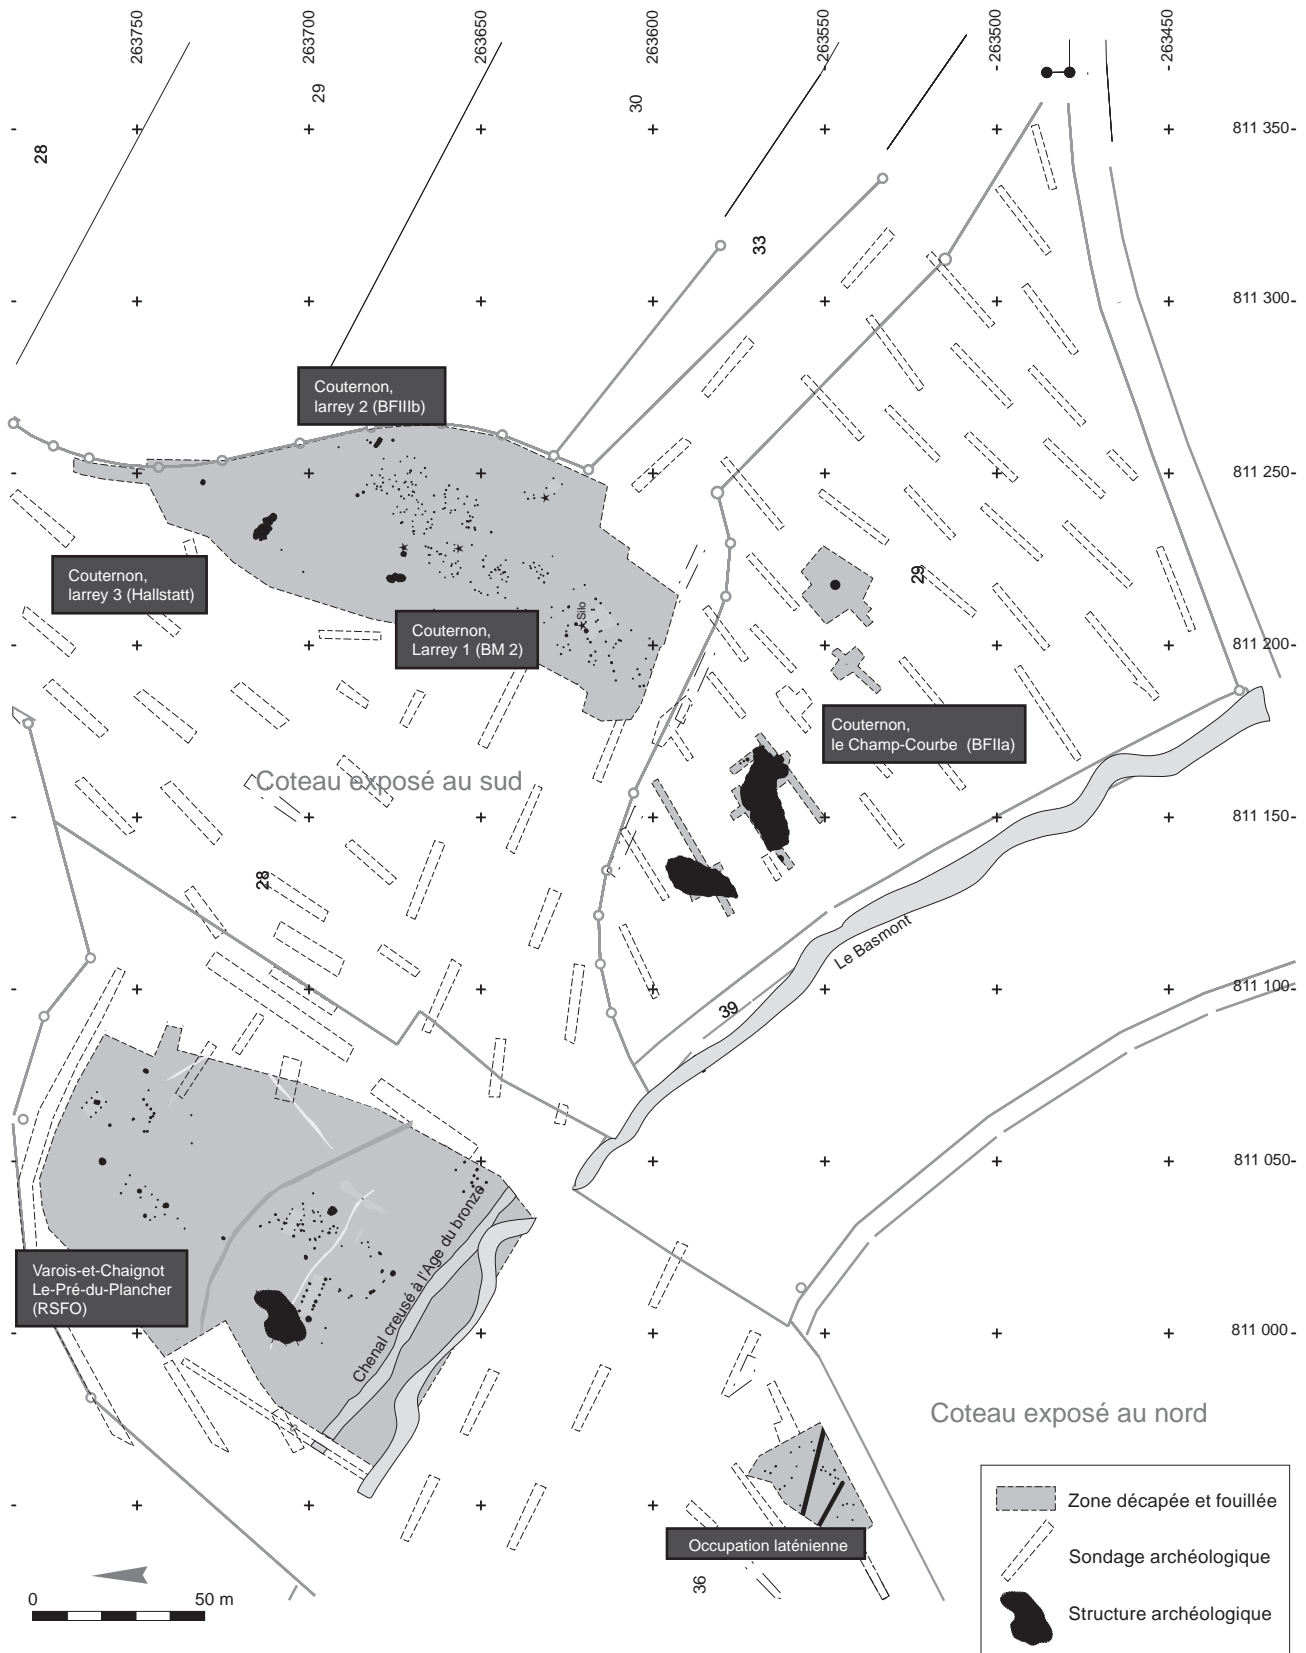 263750
263700
263650
263600
263550
263500
263450
29
30
28
811 350
33
811 300
Couternon,
larrey 2 (BFIIIb)
811 250
Couternon,
larrey 3 (Hallstatt)
29
Silo
Couternon,
Larrey 1 (BM 2)
811 200
Couternon,
le Champ-Courbe (BFIIa)
Coteau exposé au sud
811 150
28
Le Basmont
39
811 100
811 050
Chenal creusé à l'Age du bronze
Varois-et-Chaignot
Le-Pré-du-Plancher
(RSFO)
811 000
Coteau exposé au nord
Zone décapée et fouillée
Occupation laténienne
Sondage archéologique
36
0 50 m
Structure archéologique